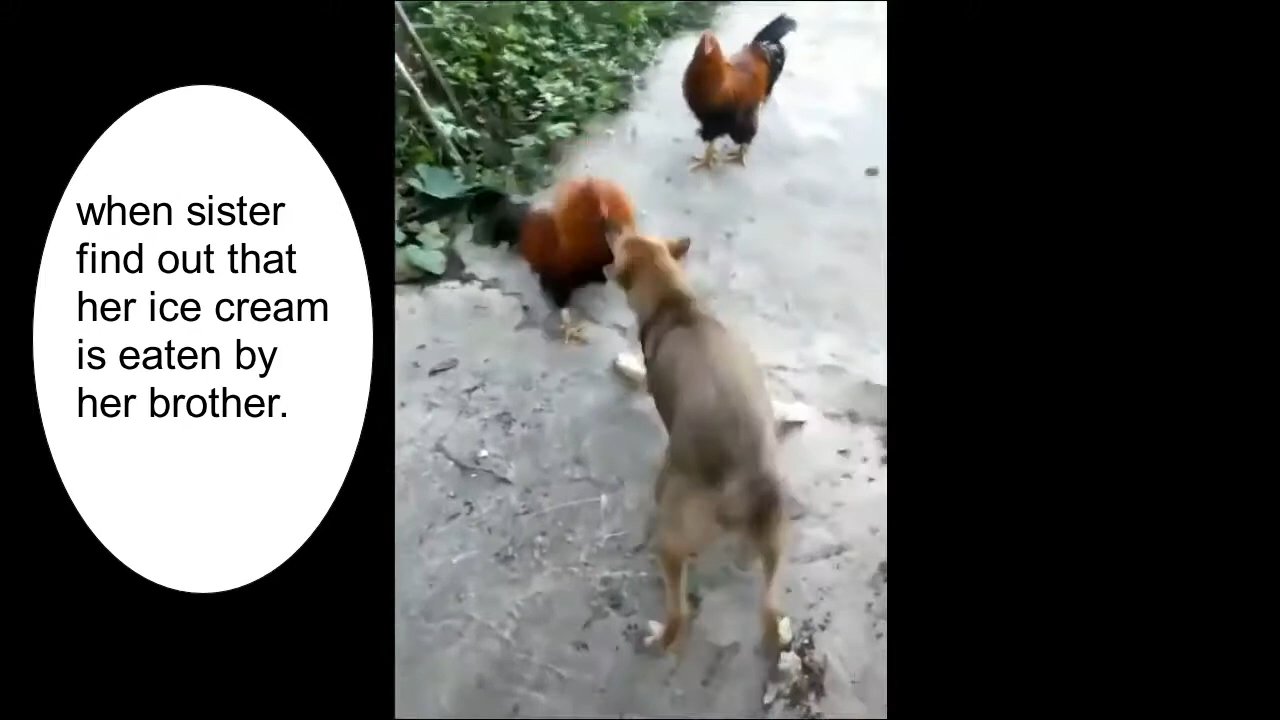 when sister
find out that
her ice cream
is eaten by
her brother.